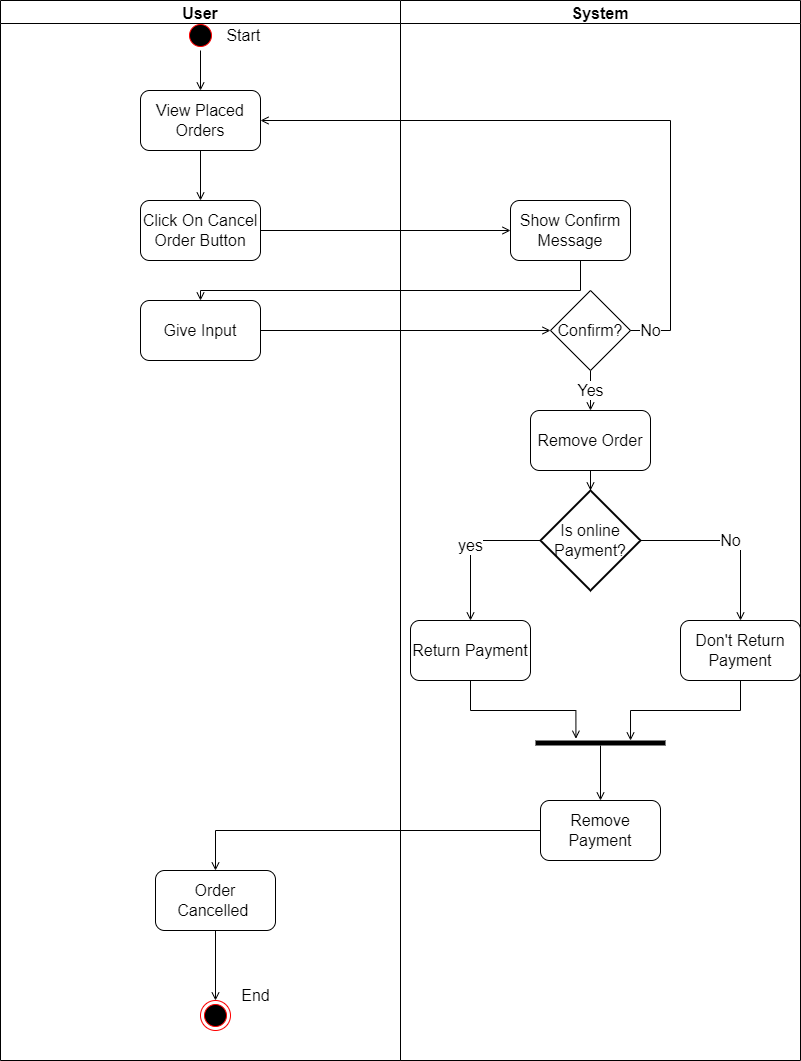 User
System
Start
View Placed
Orders
Click On Cancel
Order Button
Show Confirm
Message
Give Input
Confirm?
No
Yes
Remove Order
Is online
Payment?
yes
No
Return Payment
Don't Return
Payment
Remove
Payment
Order
Cancelled
End